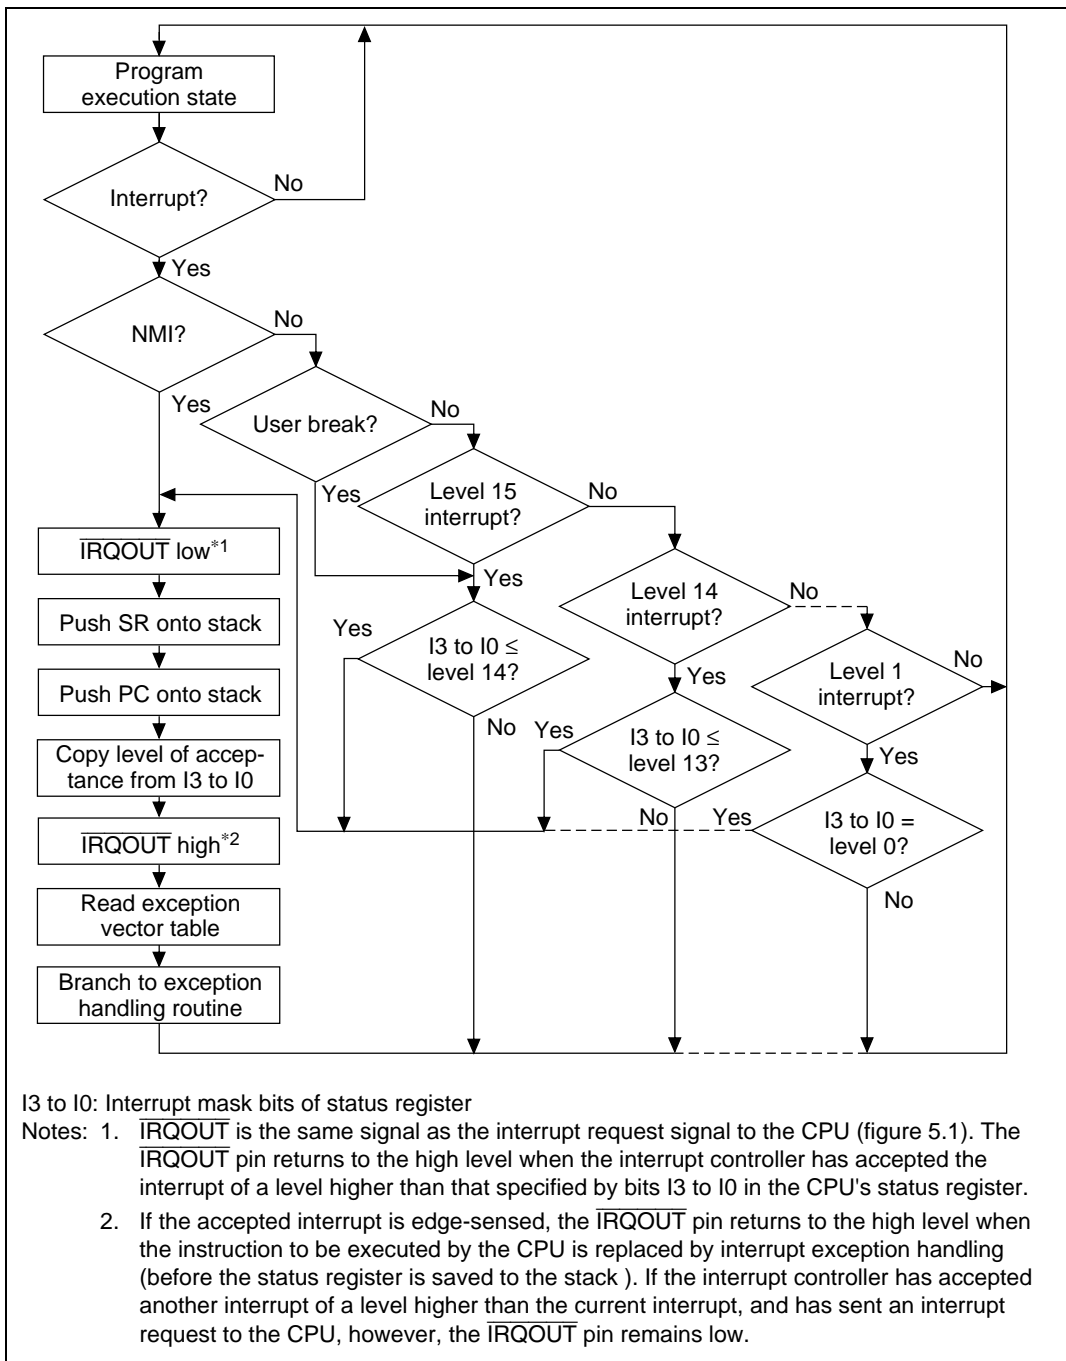 Program
execution state
Interrupt?
No
Yes
NMI?
No
Yes
User break?
No
Yes
Level 15
interrupt?
No
Yes
Level 14
interrupt?
No
Yes
Level 1
interrupt?
No
Yes
I3 to I0 ≤
level 14?
Yes
No
I3 to I0 ≤
level 13?
Yes
No
I3 to I0 =
level 0?
Yes
No
IRQOUT low*1
Push SR onto stack
Push PC onto stack
Copy level of accep-
tance from I3 to I0
IRQOUT high*2
Read exception
vector table
Branch to exception
handling routine
I3 to I0: Interrupt mask bits of status register
Notes: 1. IRQOUT is the same signal as the interrupt request signal to the CPU (figure 5.1). The
IRQOUT pin returns to the high level when the interrupt controller has accepted the
interrupt of a level higher than that specified by bits I3 to I0 in the CPU's status register.
2. If the accepted interrupt is edge-sensed, the IRQOUT pin returns to the high level when
the instruction to be executed by the CPU is replaced by interrupt exception handling
(before the status register is saved to the stack ). If the interrupt controller has accepted
another interrupt of a level higher than the current interrupt, and has sent an interrupt
request to the CPU, however, the IRQOUT pin remains low.